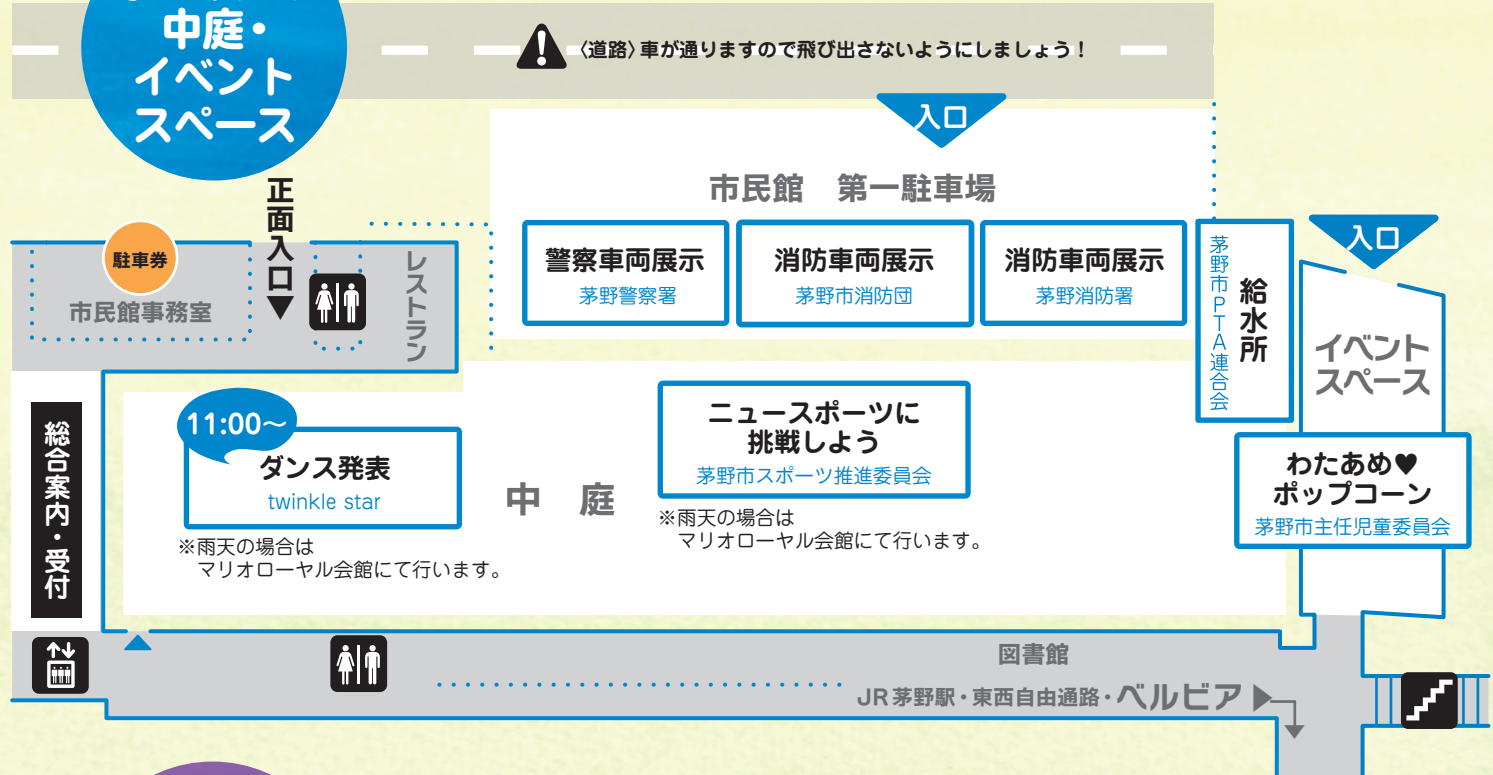 中庭・
イベント
スペース
〈道路〉車が通りますので飛び出さないようにしましょう！
入口
市民館　第一駐車場
正面入口▼
駐車券
市民館事務室
レストラン
警察車両展示
茅野警察署
消防車両展示
茅野市消防団
消防車両展示
茅野消防署
給水所
茅野市PTA連合会
入口
イベント
スペース
総合案内・受付
11:00〜
ダンス発表
twinkle star
※雨天の場合は
マリオローヤル会館にて行います。
中　庭
ニュースポーツに
挑戦しよう
茅野市スポーツ推進委員会
※雨天の場合は
マリオローヤル会館にて行います。
わたあめ♥
ポップコーン
茅野市主任児童委員会
図書館
JR茅野駅・東西自由通路・ベルビア▶